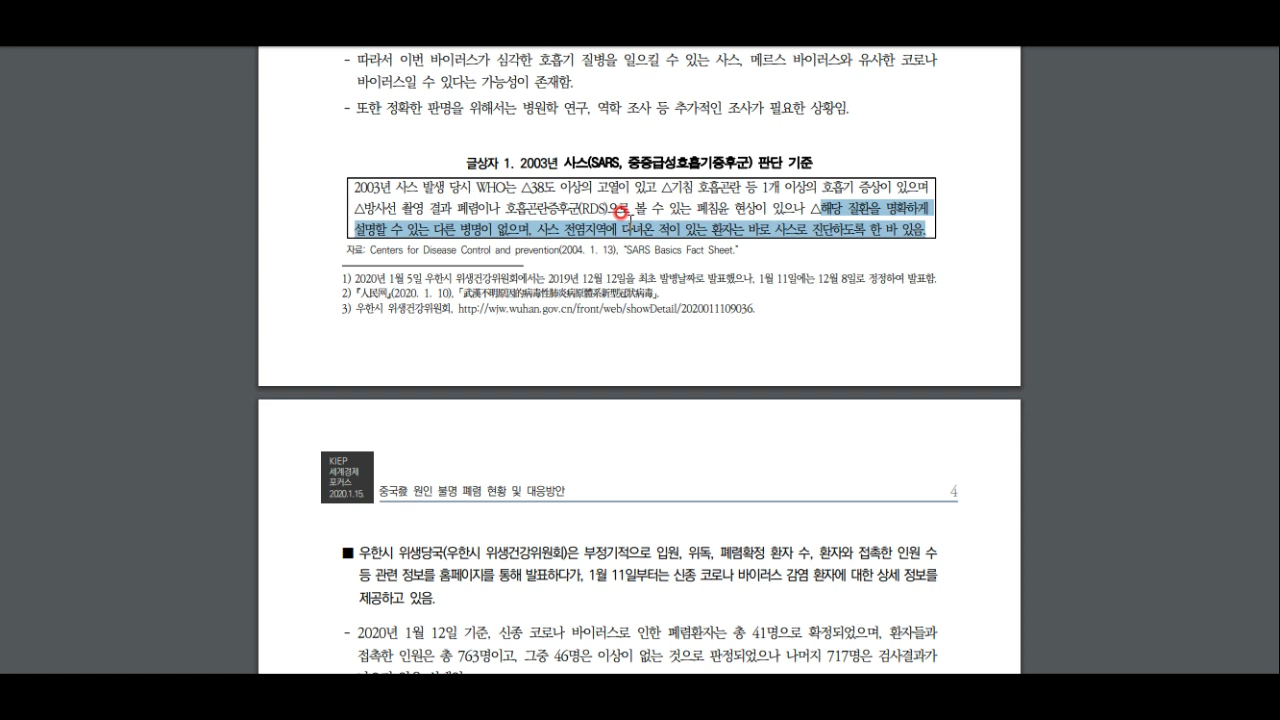 - 따라서 이번 바이러스가 심각한 호흡기 질병을 일으킬 수 있는 사스, 메르스 바이러스와 유사한 코로나
바이러스일 수 있다는 가능성이 존재함.
- 또한 정확한 판명을 위해서는 병원학 연구, 역학 조사 등 추가적인 조사가 필요한 상황임.
글상자 1. 2003년 사스(SARS, 중증급성호흡기증후군) 판단 기준
2003년 사스 발생 당시 WHO는 △38도 이상의 고열이 있고 △기침 호흡곤란 등 1개 이상의 호흡기 증상이 있으며
△방사선 촬영 결과 폐렴이나 호흡곤란증후군(RDS)으로 볼 수 있는 폐침윤 현상이 있으나 △해당 질환을 명확하게
설명할 수 있는 다른 병명이 없으며, 사스 전염지역에 다녀온 적이 있는 환자는 바로 사스로 진단하도록 한 바 있음.
자료: Centers for Disease Control and prevention(2004. 1. 13), “SARS Basics Fact Sheet.”
1) 2020년 1월 5일 우한시 위생건강위원회에서는 2019년 12월 12일을 최초 발병날짜로 발표했으나, 1월 11일에는 12월 8일로 정정하여 발표함.
2) 『人民网』(2020. 1. 10), 「武漢不明原因的病毒性肺炎病原體系新型冠狀病毒」.
3) 우한시 위생건강위원회, http://wjw.wuhan.gov.cn/front/web/showDetail/2020011109036.
KIEP
세계경제
포커스
2020.1.15.
중국發 원인 불명 폐렴 현황 및 대응방안 4
■ 우한시 위생당국(우한시 위생건강위원회)은 부정기적으로 입원, 위독, 폐렴확정 환자 수, 환자와 접촉한 인원 수
등 관련 정보를 홈페이지를 통해 발표하다가, 1월 11일부터는 신종 코로나 바이러스 감염 환자에 대한 상세 정보를
제공하고 있음.
- 2020년 1월 12일 기준, 신종 코로나 바이러스로 인한 폐렴환자는 총 41명으로 확정되었으며, 환자들과
접촉한 인원은 총 763명이고, 그중 46명은 이상이 없는 것으로 판정되었으나 나머지 717명은 검사결과가